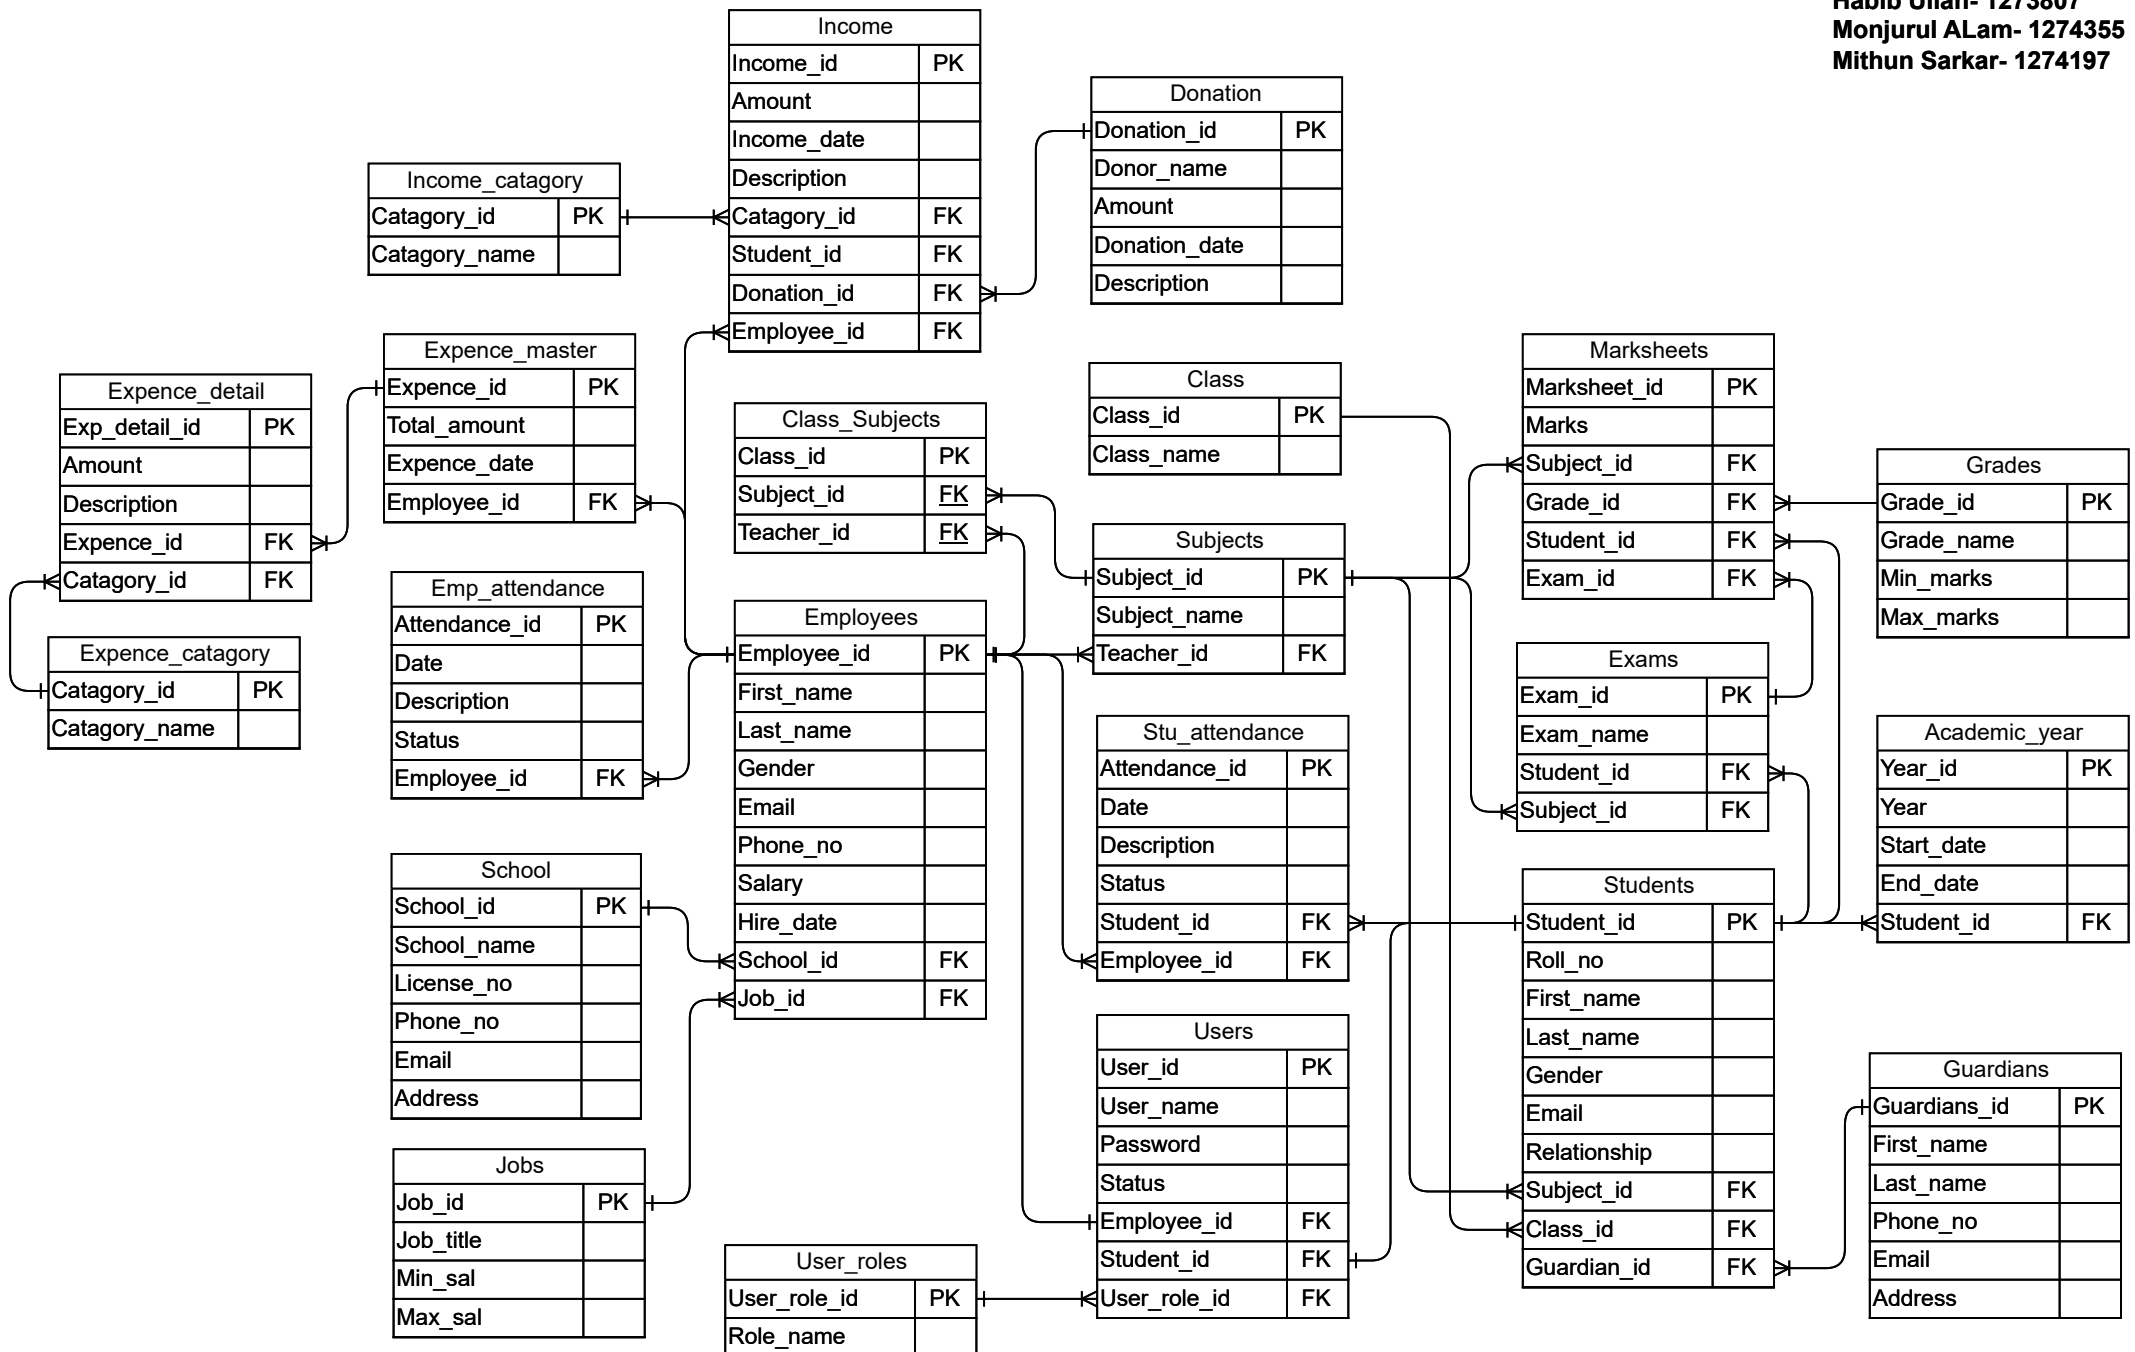 Habib Ullah- 1273807
Monjurul ALam- 1274355
Mithun Sarkar- 1274197
Income
Income_id PK
Amount
Income_date
Description
Catagory_id FK
Student_id FK
Donation_id FK
Employee_id FK
Donation
Donation_id PK
Donor_name
Amount
Donation_date
Description
Income_catagory
Catagory_id PK
Catagory_name
Expence_master
Expence_id PK
Total_amount
Expence_date
Employee_id FK
Expence_detail
Exp_detail_id PK
Amount
Description
Expence_id FK
Catagory_id FK
Expence_catagory
Catagory_id PK
Catagory_name
Class_Subjects
Class_id PK
Subject_id FK
Teacher_id FK
Class
Class_id PK
Class_name
Marksheets
Marksheet_id PK
Marks
Subject_id FK
Grade_id FK
Student_id FK
Exam_id FK
Grades
Grade_id PK
Grade_name
Min_marks
Max_marks
Subjects
Subject_id PK
Subject_name
Teacher_id FK
Emp_attendance
Attendance_id PK
Date
Description
Status
Employee_id FK
Employees
Employee_id PK
First_name
Last_name
Gender
Email
Phone_no
Salary
Hire_date
School_id FK
Job_id FK
Exams
Exam_id PK
Exam_name
Student_id FK
Subject_id FK
Stu_attendance
Attendance_id PK
Date
Description
Status
Student_id FK
Employee_id FK
Academic_year
Year_id PK
Year
Start_date
End_date
Student_id FK
School
School_id PK
School_name
License_no
Phone_no
Email
Address
Students
Student_id PK
Roll_no
First_name
Last_name
Gender
Email
Relationship
Subject_id FK
Class_id FK
Guardian_id FK
Users
User_id PK
User_name
Password
Status
Employee_id FK
Student_id FK
User_role_id FK
Guardians
Guardians_id PK
First_name
Last_name
Phone_no
Email
Address
Jobs
Job_id PK
Job_title
Min_sal
Max_sal
User_roles
User_role_id PK
Role_name